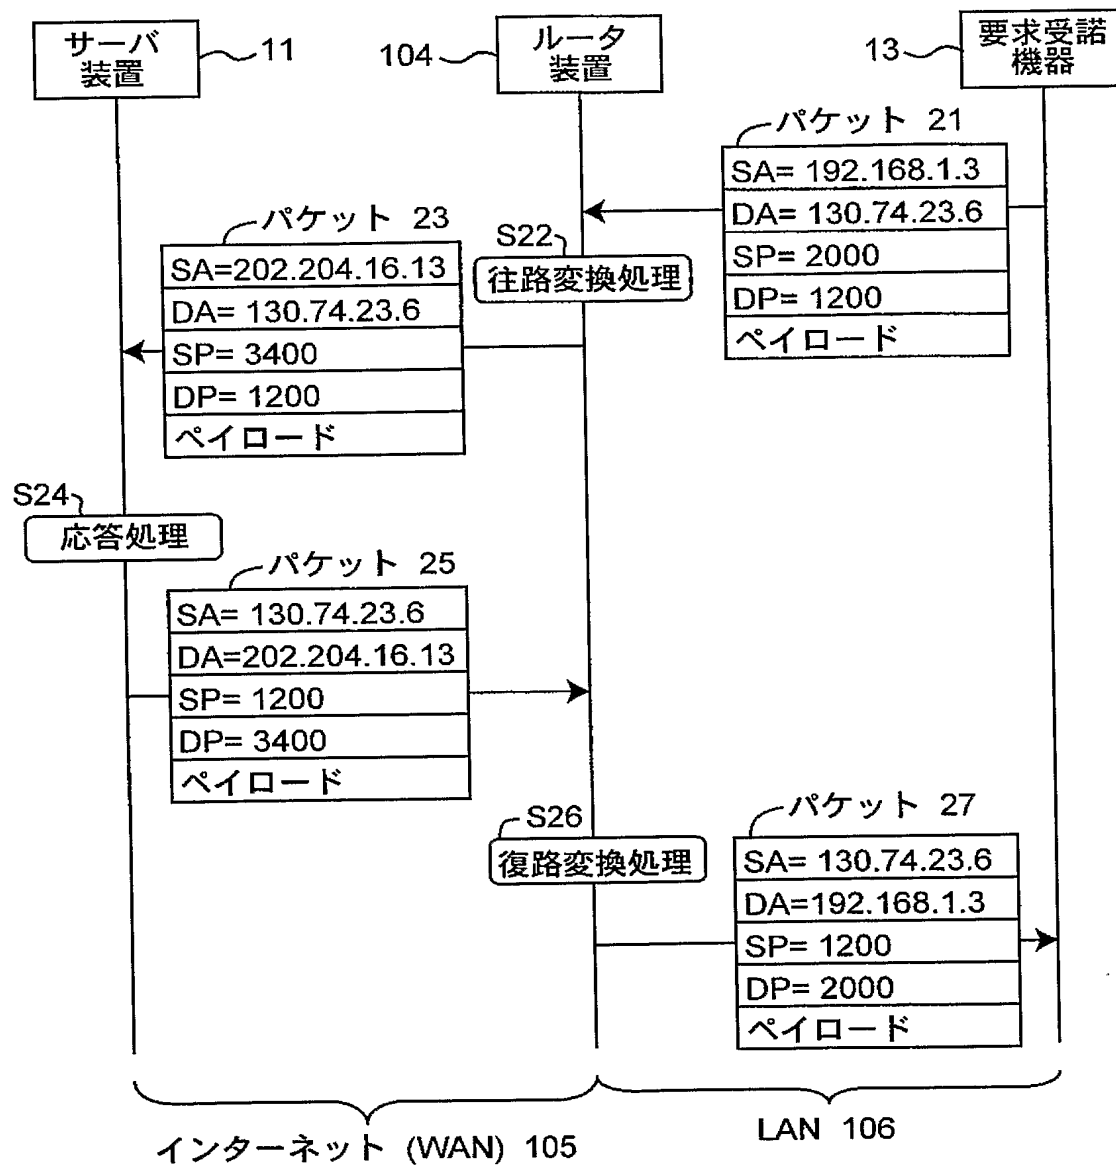 サーバ
装置
11
104
ルータ
装置
13
要求受諾
機器
パケット 21
SA= 192.168.1.3
DA= 130.74.23.6
SP= 2000
DP= 1200
ペイロード
S22
往路変換処理
パケット 23
SA=202.204.16.13
DA= 130.74.23.6
SP= 3400
DP= 1200
ペイロード
S24
応答処理
パケット 25
SA= 130.74.23.6
DA=202.204.16.13
SP= 1200
DP= 3400
ペイロード
S26
復路変換処理
パケット 27
SA= 130.74.23.6
DA=192.168.1.3
SP= 1200
DP= 2000
ペイロード
インターネット (WAN) 105
LAN 106